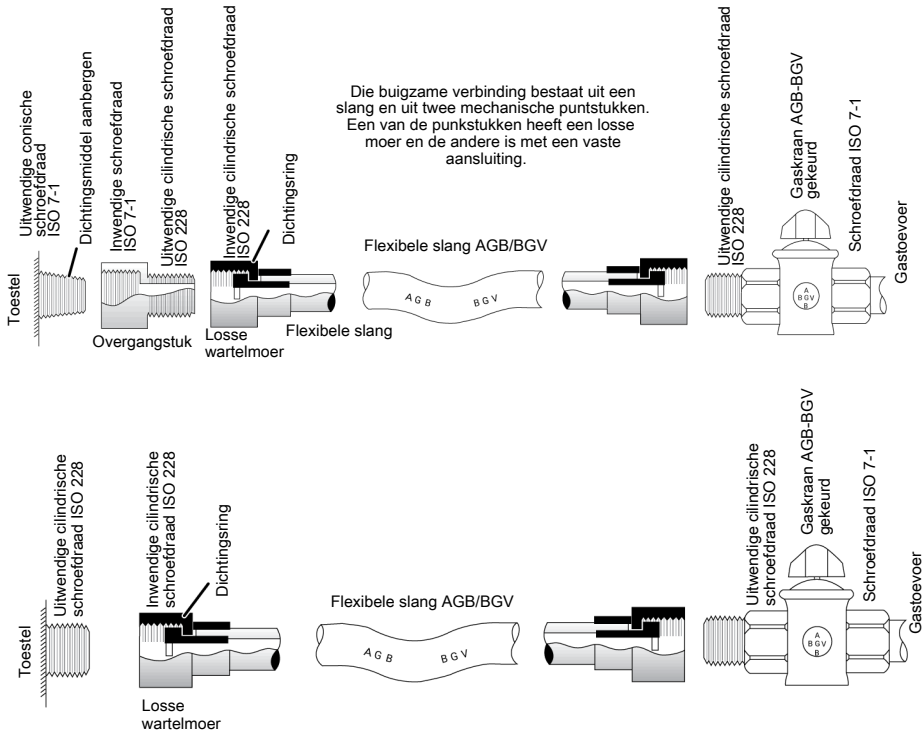 Toestel
Uitwendige conische
schroefdraad
ISO 7-1
Dichtingsmiddel aanbergen
Inwendige schroefdraad
ISO 7-1
Uitwendige cilindrische schroefdraad
ISO 228
Overgangstuk
Inwendige cilindrische schroefdraad
ISO 228
Dichtingsring
Losse
wartelmoer
Flexibele slang
Die buigzame verbinding bestaat uit een
slang en uit twee mechanische puntstukken.
Een van de punkstukken heeft een losse
moer en de andere is met een vaste
aansluiting.
Flexibele slang AGB/BGV
AGB BGV
Uitwendige cilindrische schroefdraad
ISO 228
Gaskraan AGB-BGV
gekeurd
A
BGV
B
Schroefdraad ISO 7-1
Gastoevoer
Toestel
Uitwendige cilindrische
schroefdraad ISO 228
Inwendige cilindrische
schroefdraad ISO 228
Dichtingsring
Losse
wartelmoer
Flexibele slang AGB/BGV
AGB BGV
Uitwendige cilindrische
schroefdraad ISO 228
Gaskraan AGB-BGV
gekeurd
A
BGV
B
Schroefdraad ISO 7-1
Gastoevoer